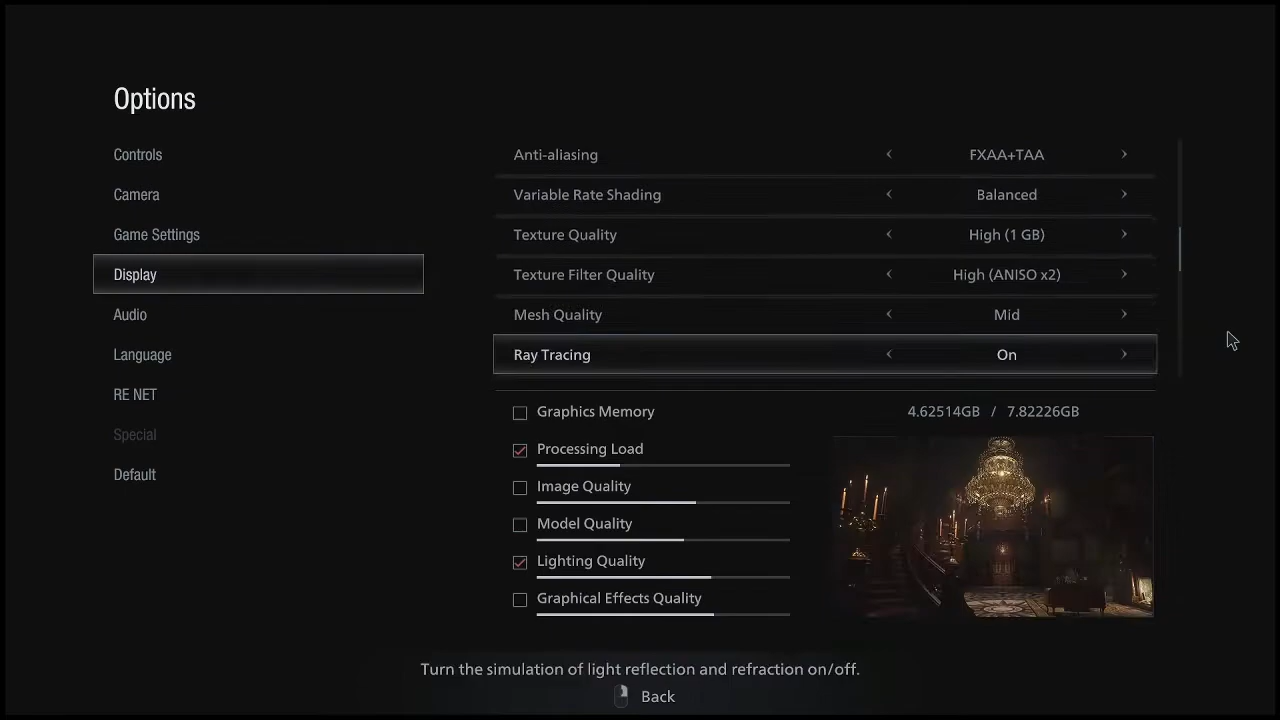 Options
Controls
Camera
Game Settings
Display
Audio
Language
RE NET
Special
Default
Anti-aliasing FXAA+TAA
Variable Rate Shading Balanced
Texture Quality High (1 GB)
Texture Filter Quality High (ANISO x2)
Mesh Quality Mid
Ray Tracing On
Graphics Memory 4.62514GB / 7.82226GB
Processing Load
Image Quality
Model Quality
Lighting Quality
Graphical Effects Quality
Turn the simulation of light reflection and refraction on/off.
Back